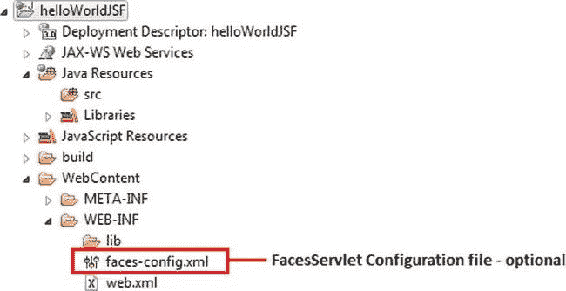 helloWorldJSF
Deployment Descriptor: helloWorldJSF
JAX-WS Web Services
Java Resources
src
Libraries
JavaScript Resources
build
WebContent
META-INF
WEB-INF
lib
faces-config.xml FacesServlet Configuration file - optional
web.xml